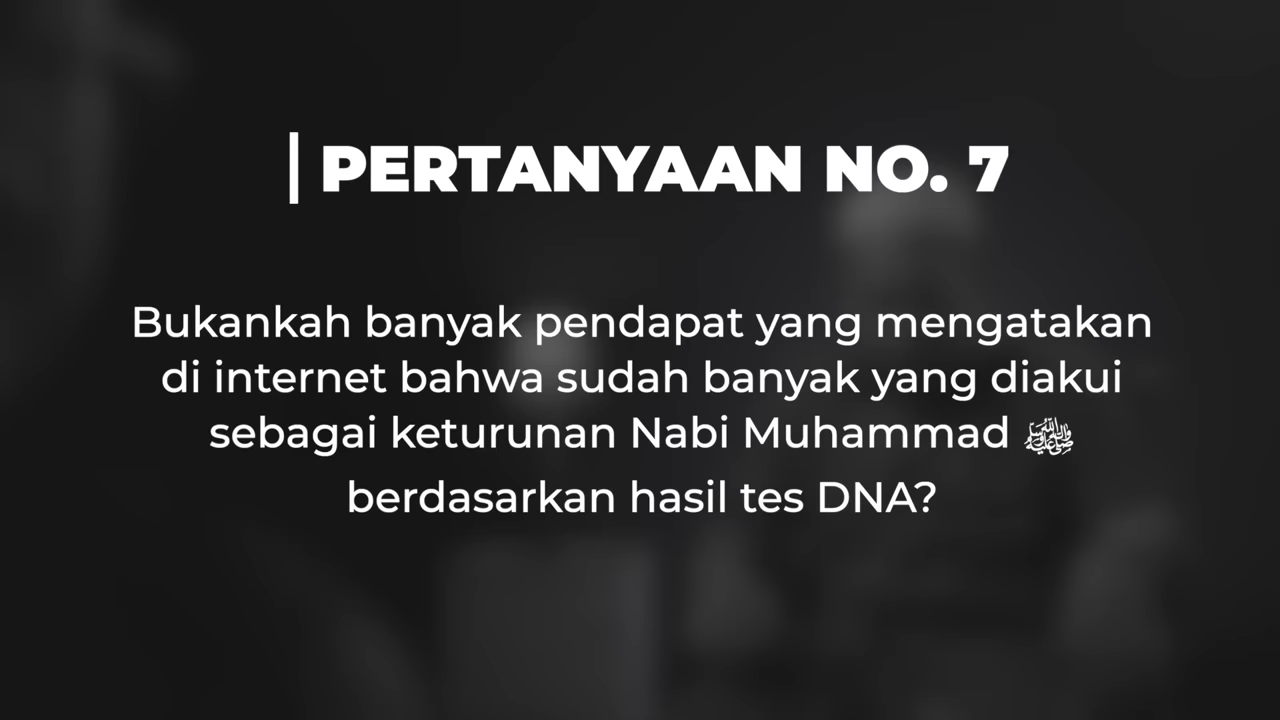 | PERTANYAAN NO. 7
Bukankah banyak pendapat yang mengatakan
di internet bahwa sudah banyak yang diakui
sebagai keturunan Nabi Muhammad ﷺ
berdasarkan hasil tes DNA?